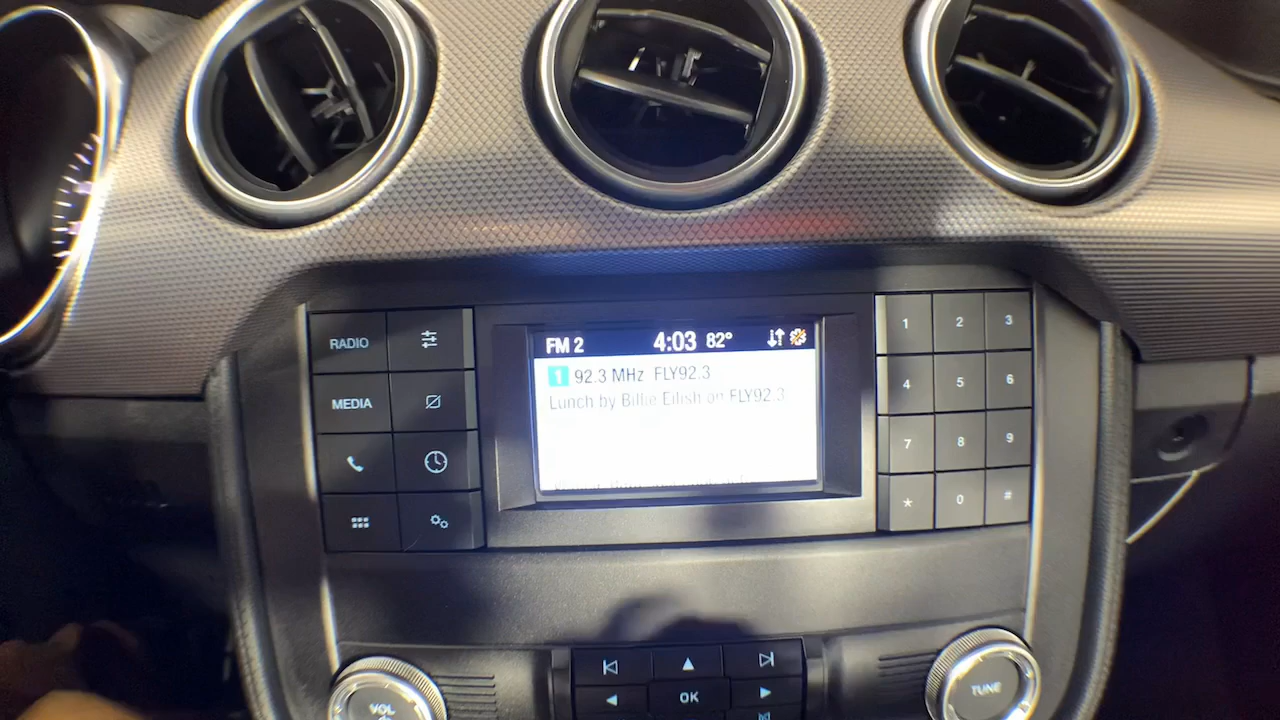 FM 2 4:03 82°
1 92.3 MHz FLY92.3
Lunch by Billie Eilish on FLY92.3
RADIO
MEDIA
1 2 3
4 5 6
7 8 9
* 0 #
OK
VOL
TUNE